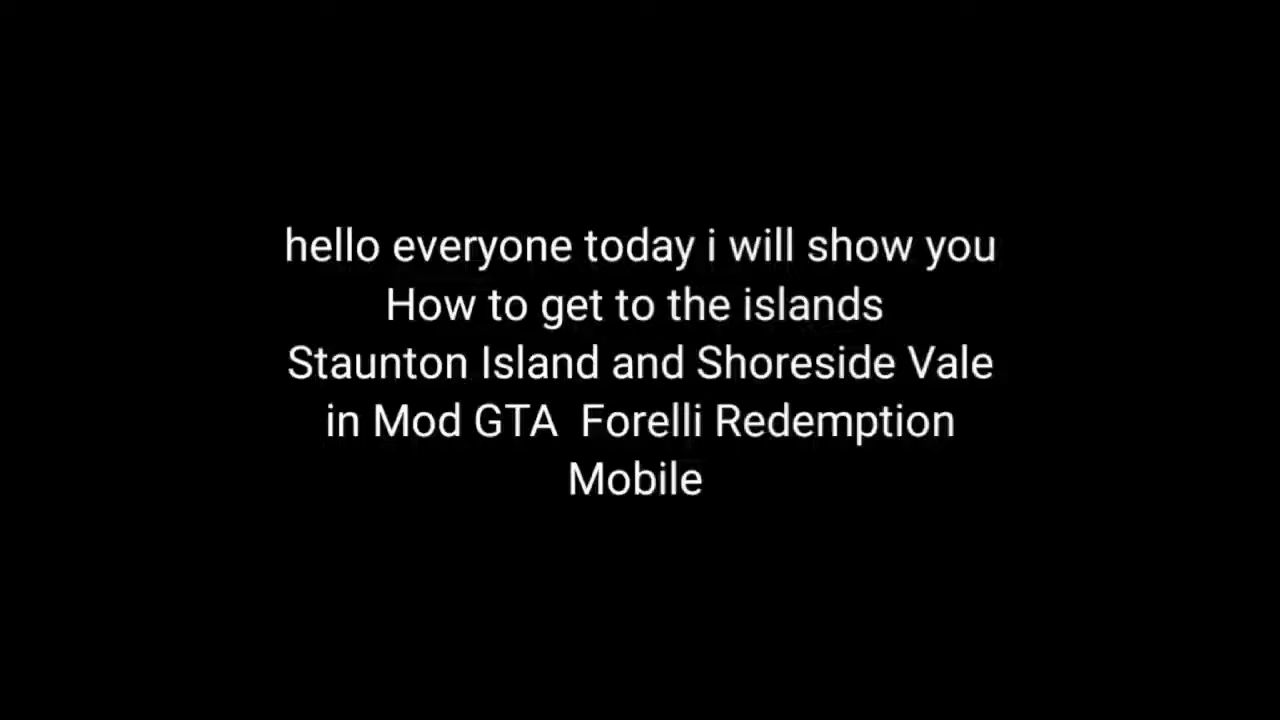 hello everyone today i will show you
How to get to the islands
Staunton Island and Shoreside Vale
in Mod GTA  Forelli Redemption
Mobile